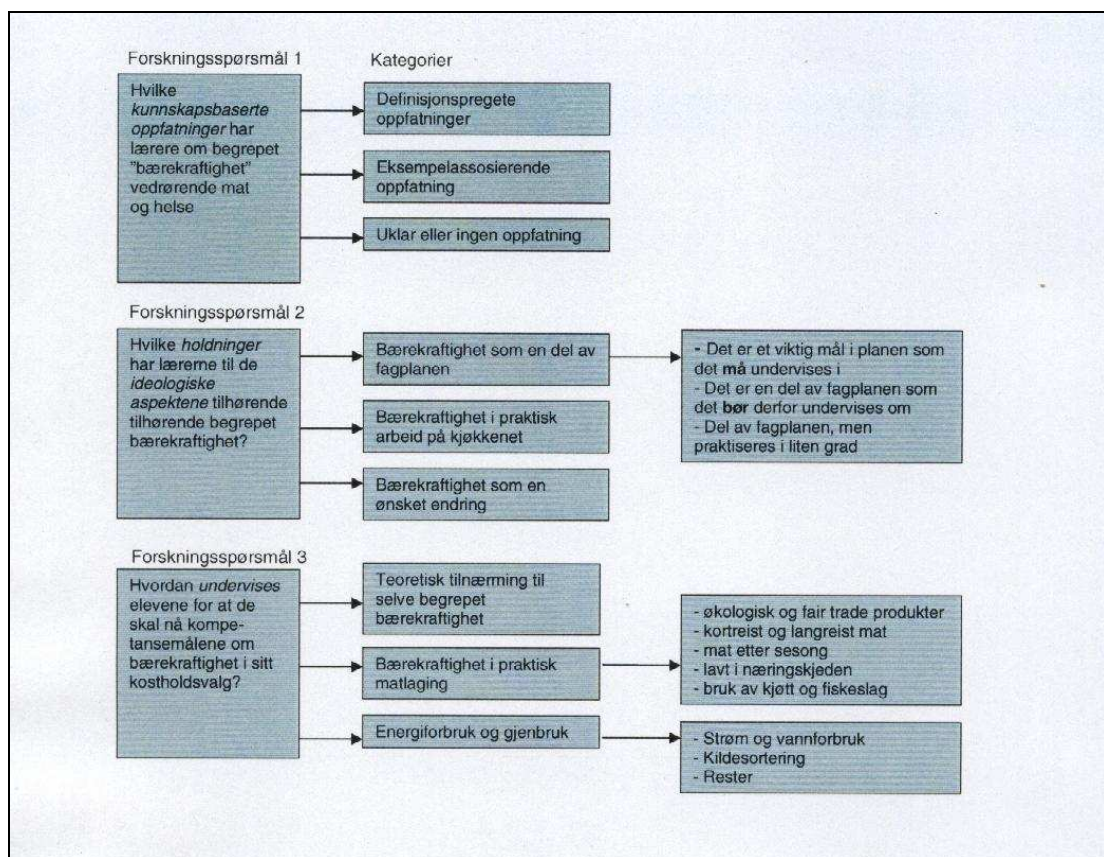 Forskningsspørsmål 1
Kategorier
Hvilke
kunnskapsbaserte
oppfatninger har
lærere om begrepet
"bærekraftighet"
vedrørende mat
og helse
Definisjonspregete
oppfatninger
Eksempelassosierende
oppfatning
Uklar eller ingen oppfatning
Forskningsspørsmål 2
Hvilke holdninger
har lærerne til de
ideologiske
aspektene tilhørende
tilhørende begrepet
bærekraftighet?
Bærekraftighet som en del av
fagplanen
- Det er et viktig mål i planen som
det må undervises i
- Det er en del av fagplanen som
det bør derfor undervises om
- Del av fagplanen, men
praktiseres i liten grad
Bærekraftighet i praktisk
arbeid på kjøkkenet
Bærekraftighet som en
ønsket endring
Forskningsspørsmål 3
Hvordan undervises
elevene for at de
skal nå kompe-
tansemålene om
bærekraftighet i sitt
kostholdsvalg?
Teoretisk tilnærming til
selve begrepet
bærekraftighet
Bærekraftighet i praktisk
matlaging
- økologisk og fair trade produkter
- kortreist og langreist mat
- mat etter sesong
- lavt i næringskjeden
- bruk av kjøtt og fiskeslag
Energiforbruk og gjenbruk
- Strøm og vannforbruk
- Kildesortering
- Rester